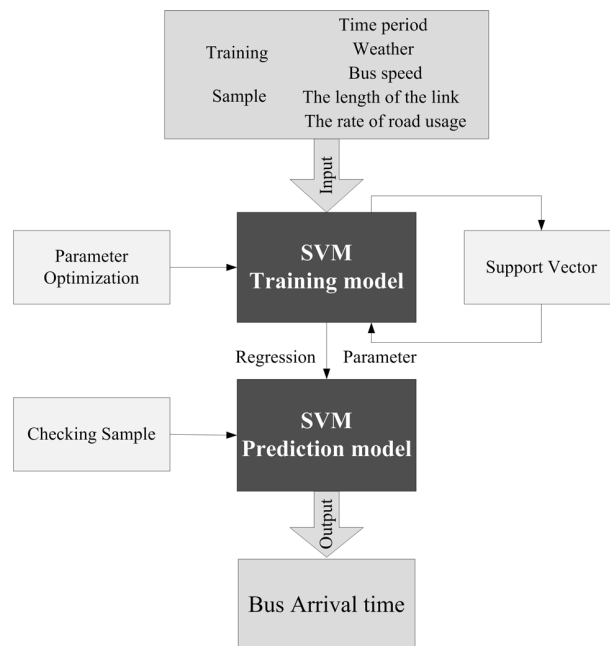 Time period
Training Weather
Bus speed
Sample The length of the link
The rate of road usage
Input
SVM
Training model
Parameter
Optimization
Support Vector
Regression Parameter
SVM
Prediction model
Checking Sample
Output
Bus Arrival time